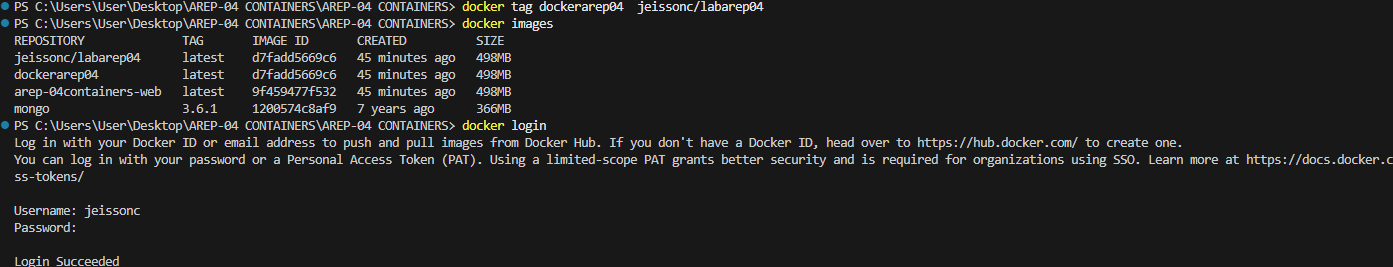 PS C:\Users\User\Desktop\AREP-04 CONTAINERS\AREP-04 CONTAINERS> docker tag dockerarep04  jeissonc/labarep04
PS C:\Users\User\Desktop\AREP-04 CONTAINERS\AREP-04 CONTAINERS> docker images
REPOSITORY              TAG       IMAGE ID       CREATED          SIZE
jeissonc/labarep04      latest    d7fadd5669c6   45 minutes ago   498MB
dockerarep04            latest    d7fadd5669c6   45 minutes ago   498MB
arep-04containers-web   latest    9f459477f532   45 minutes ago   498MB
mongo                   3.6.1     1200574c8af9   7 years ago      366MB
PS C:\Users\User\Desktop\AREP-04 CONTAINERS\AREP-04 CONTAINERS> docker login
Log in with your Docker ID or email address to push and pull images from Docker Hub. If you don't have a Docker ID, head over to https://hub.docker.com/ to create one.
You can log in with your password or a Personal Access Token (PAT). Using a limited-scope PAT grants better security and is required for organizations using SSO. Learn more at https://docs.docker.c
ss-tokens/
Username: jeissonc
Password:
Login Succeeded